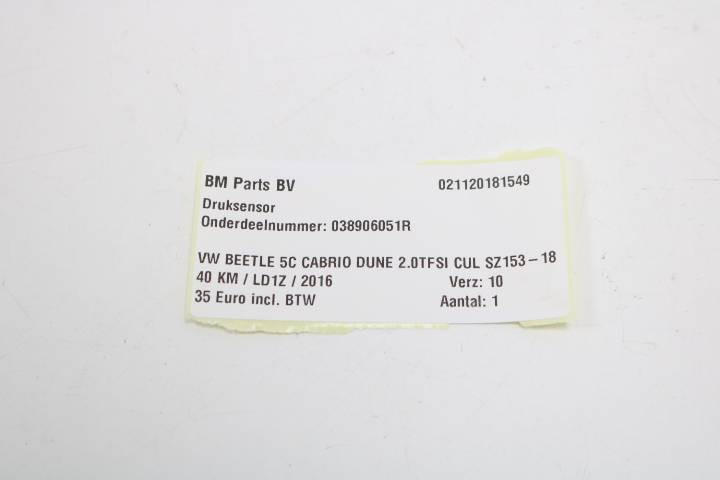 BM Parts BV 021120181549
Druksensor
Onderdeelnummer: 038906051R
VW BEETLE 5C CABRIO DUNE 2.0TFSI CUL SZ153-18
40 KM / LD1Z / 2016 Verz: 10
35 Euro incl. BTW Aantal: 1